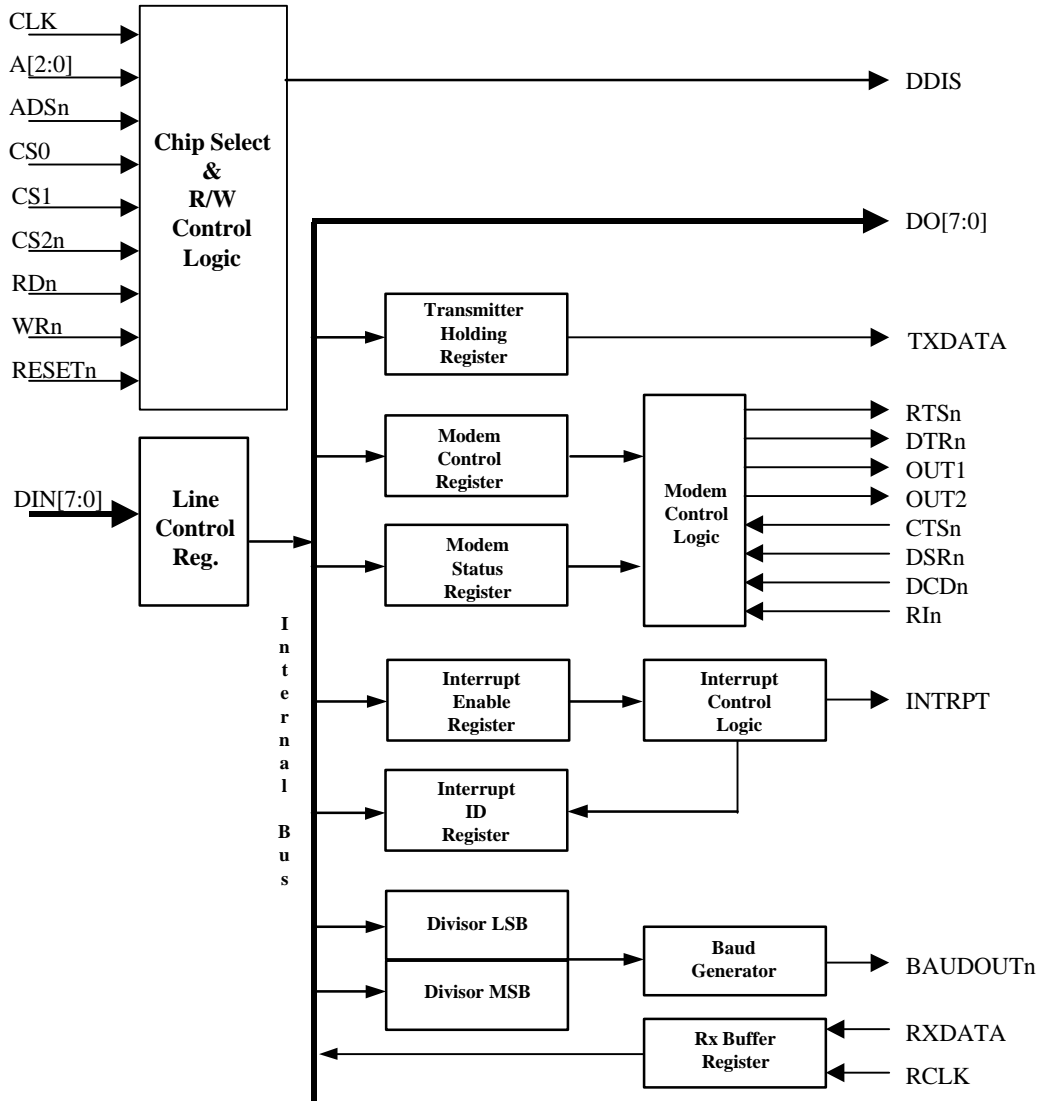 CLK
A[2:0]
ADSn
CS0
CS1
CS2n
RDn
WRn
RESETn
Chip Select
&
R/W
Control
Logic
DDIS
DO[7:0]
Transmitter
Holding
Register
TXDATA
DIN[7:0]
Line
Control
Reg.
Modem
Control
Register
Modem
Status
Register
Modem
Control
Logic
RTSn
DTRn
OUT1
OUT2
CTSn
DSRn
DCDn
RIn
Internal Bus
Interrupt
Enable
Register
Interrupt
Control
Logic
INTRPT
Interrupt
ID
Register
Divisor LSB
Divisor MSB
Baud
Generator
BAUDOUTn
Rx Buffer
Register
RXDATA
RCLK